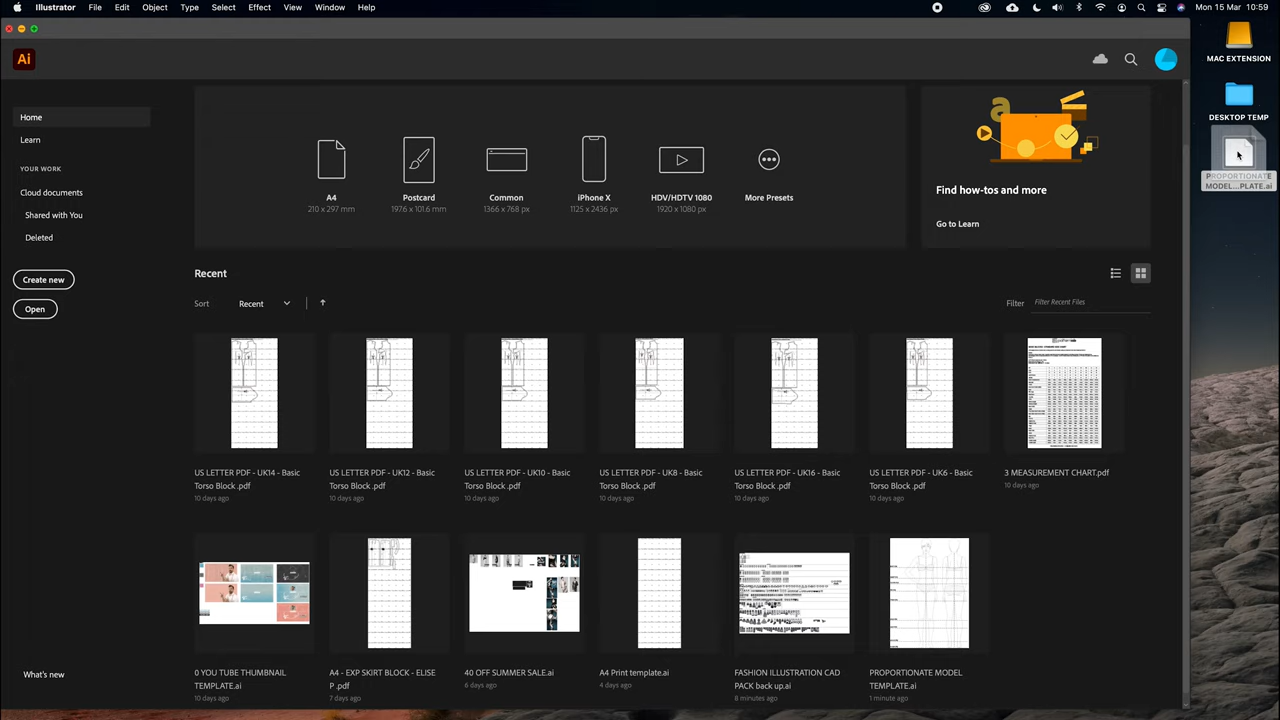 Illustrator File Edit Object Type Select Effect View Window Help
Mon 15 Mar 10:59
Ai
MAC EXTENSION
DESKTOP TEMP
PROPORTIONATE
MODEL...PLATE.ai
Home
Learn
YOUR WORK
Cloud documents
Shared with You
Deleted
Create new
Open
What's new
A4
210 x 297 mm
Postcard
197.6 x 101.6 mm
Common
1366 x 768 px
iPhone X
1125 x 2436 px
HDV/HDTV 1080
1920 x 1080 px
More Presets
a
Find how-tos and more
Go to Learn
Recent
Sort
Recent
Filter
Filter Recent Files
US LETTER PDF - UK14 - Basic
Torso Block .pdf
10 days ago
US LETTER PDF - UK12 - Basic
Torso Block .pdf
10 days ago
US LETTER PDF - UK10 - Basic
Torso Block .pdf
10 days ago
US LETTER PDF - UK8 - Basic
Torso Block .pdf
10 days ago
US LETTER PDF - UK16 - Basic
Torso Block .pdf
10 days ago
US LETTER PDF - UK6 - Basic
Torso Block .pdf
10 days ago
3 MEASUREMENT CHART.pdf
10 days ago
0 YOU TUBE THUMBNAIL
TEMPLATE.ai
10 days ago
A4 - EXP SKIRT BLOCK - ELISE
P .pdf
7 days ago
40 OFF SUMMER SALE.ai
6 days ago
A4 Print template.ai
4 days ago
FASHION ILLUSTRATION CAD
PACK back up.ai
8 minutes ago
PROPORTIONATE MODEL
TEMPLATE.ai
1 minute ago